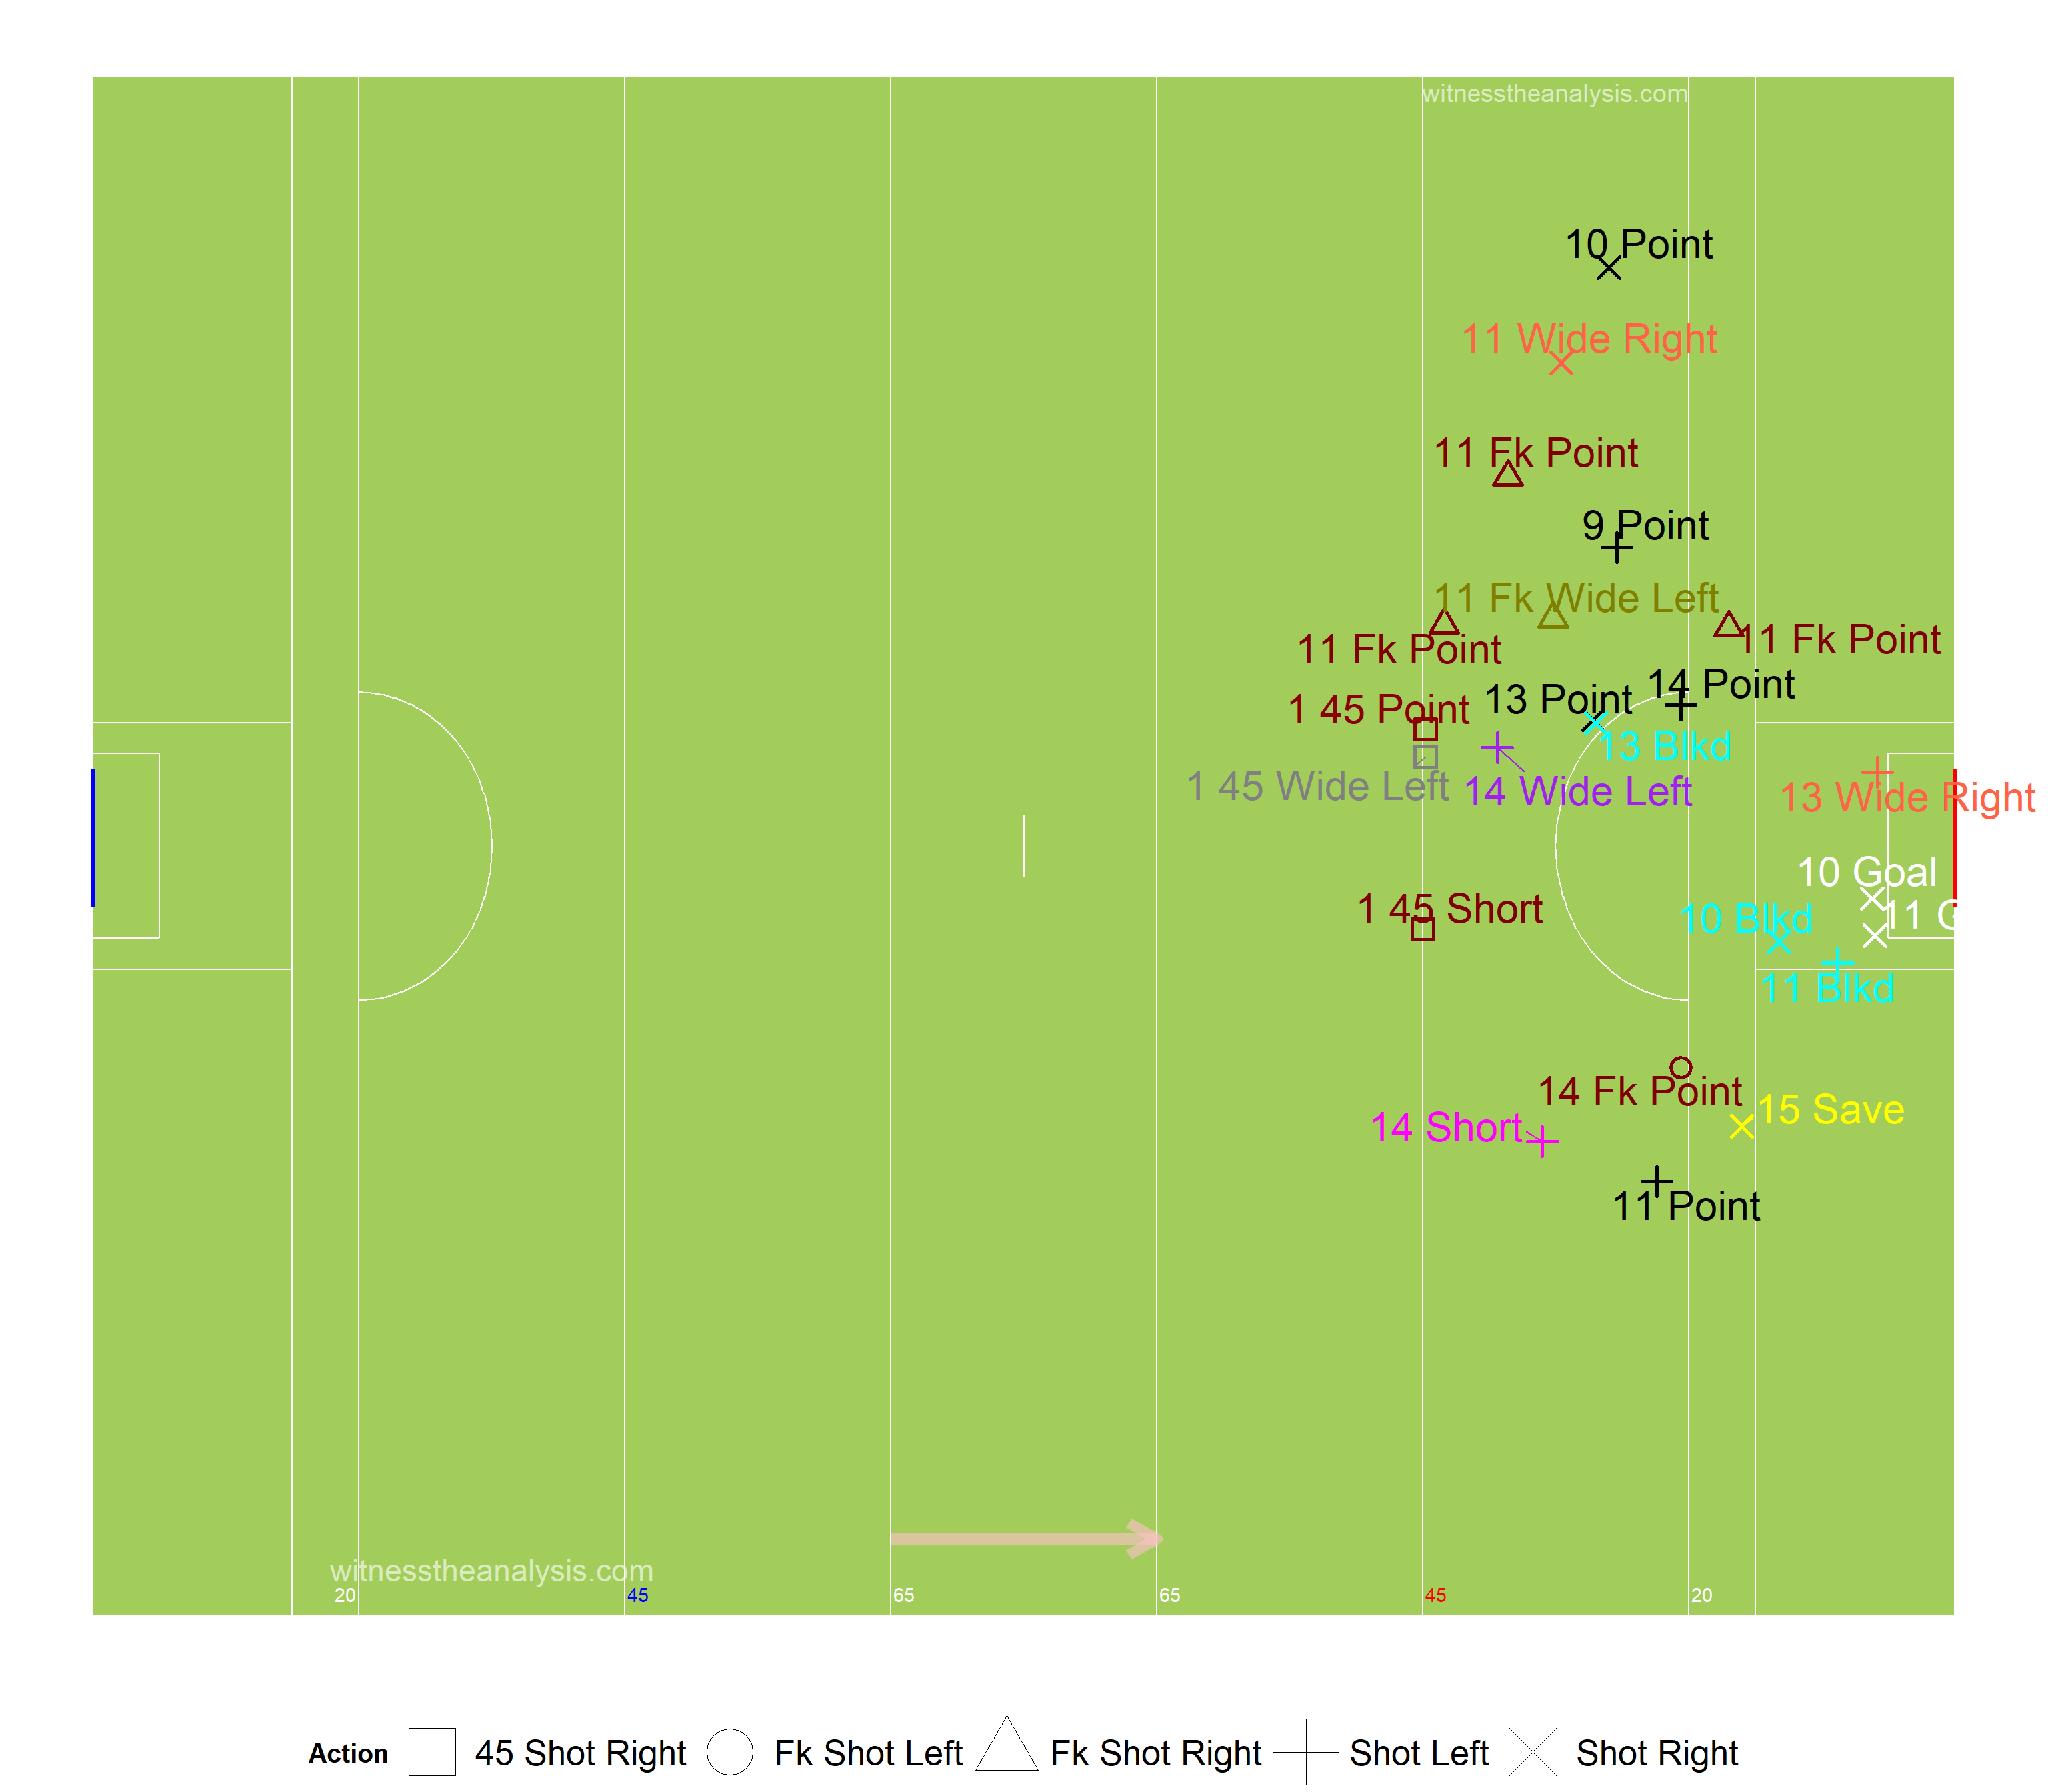 witnesstheanalysis.com
10 Point
11 Wide Right
11 Fk Point
9 Point
11 Fk Wide Left
11 Fk Point
11 Fk Point
14 Point
13 Point
1 45 Point
13 Blkd
1 45 Wide Left
14 Wide Left
13 Wide Right
10 Goal
1 45 Short
10 Blkd
11 G
11 Blkd
14 Fk Point
15 Save
14 Short
11 Point
witnesstheanalysis.com
20 45 65 65 45 20
Action 45 Shot Right Fk Shot Left Fk Shot Right Shot Left Shot Right